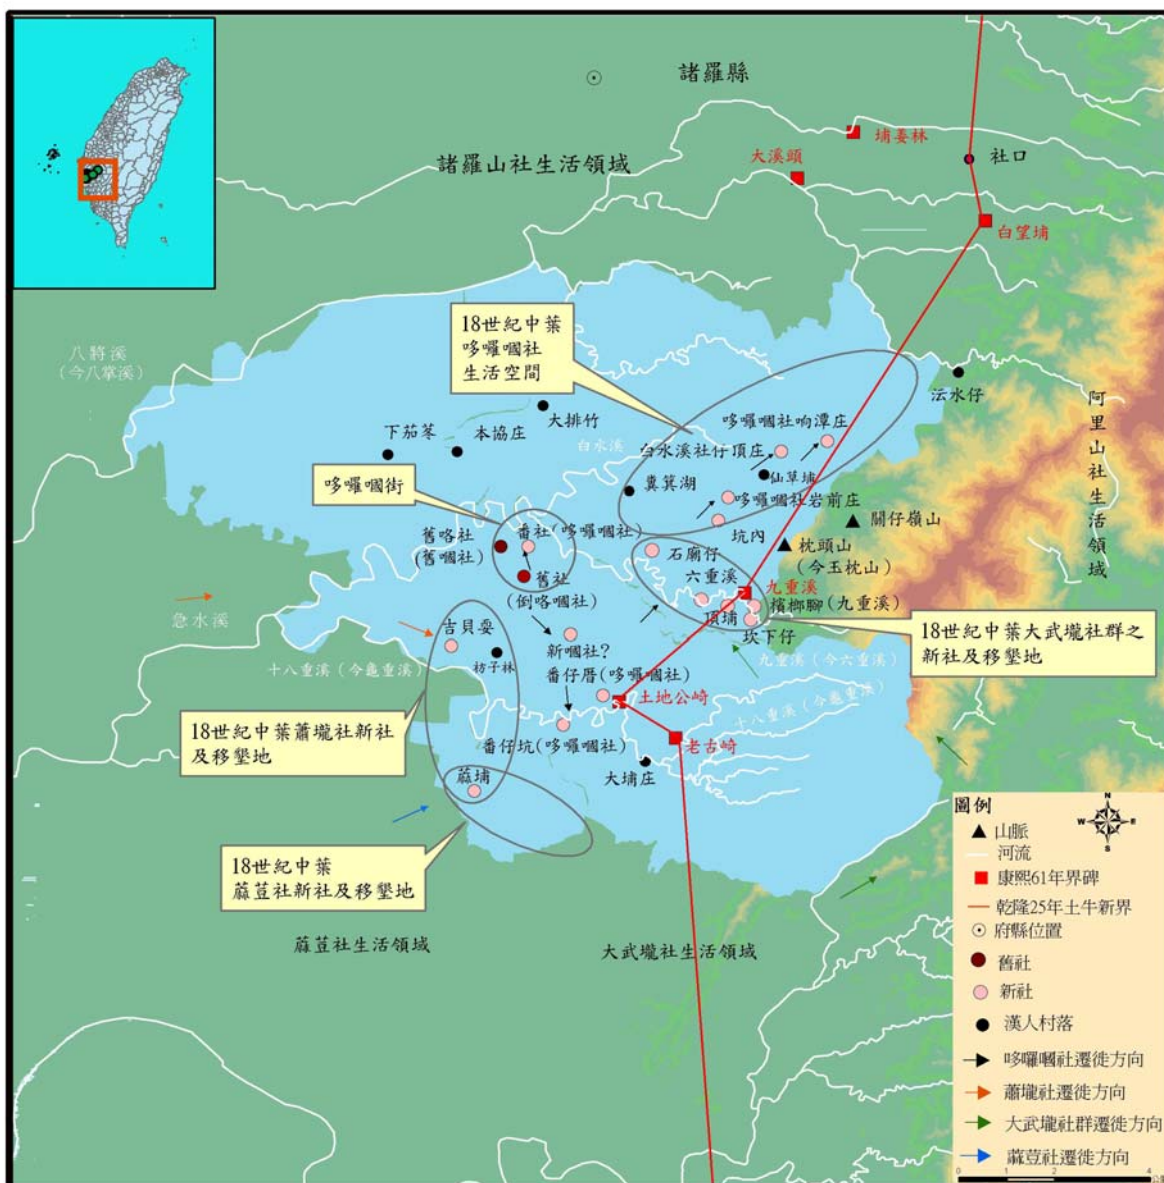 諸羅縣
埔姜林
大溪頭
社口
諸羅山社生活領域
白望埔
18世紀中葉
哆囉嘓社
生活空間
八將溪
(今八掌溪)
沄水仔
阿里山社生活領域
大排竹
哆囉嘓社响潭庄
下茄苳
本協庄
白水溪
白水溪社仔頂庄
仙草埔
糞箕湖
哆囉嘓社岩前庄
哆囉嘓街
關仔嶺山
坑內
舊咯社
(舊嘓社)
番社(哆囉嘓社)
石廟仔
枕頭山
(今玉枕山)
舊社
(倒咯嘓社)
六重溪
九重溪
檳榔腳(九重溪)
頂埔
坎下仔
急水溪
吉貝耍
新嘓社?
18世紀中葉大武壠社群之
新社及移墾地
枋子林
九重溪(今六重溪)
十八重溪(今龜重溪)
番仔厝(哆囉嘓社)
土地公崎
十八重溪(今龜重溪)
18世紀中葉蕭壠社新社
及移墾地
老古崎
番仔坑(哆囉嘓社)
大埔庄
蔴埔
18世紀中葉
蔴荳社新社及移墾地
蔴荳社生活領域
大武壠社生活領域
圖例
N
W E
S
山脈
河流
康熙61年界碑
乾隆25年土牛新界
府縣位置
舊社
新社
漢人村落
哆囉嘓社遷徙方向
蕭壠社遷徙方向
大武壠社群遷徙方向
蔴荳社遷徙方向
0 1 2 4